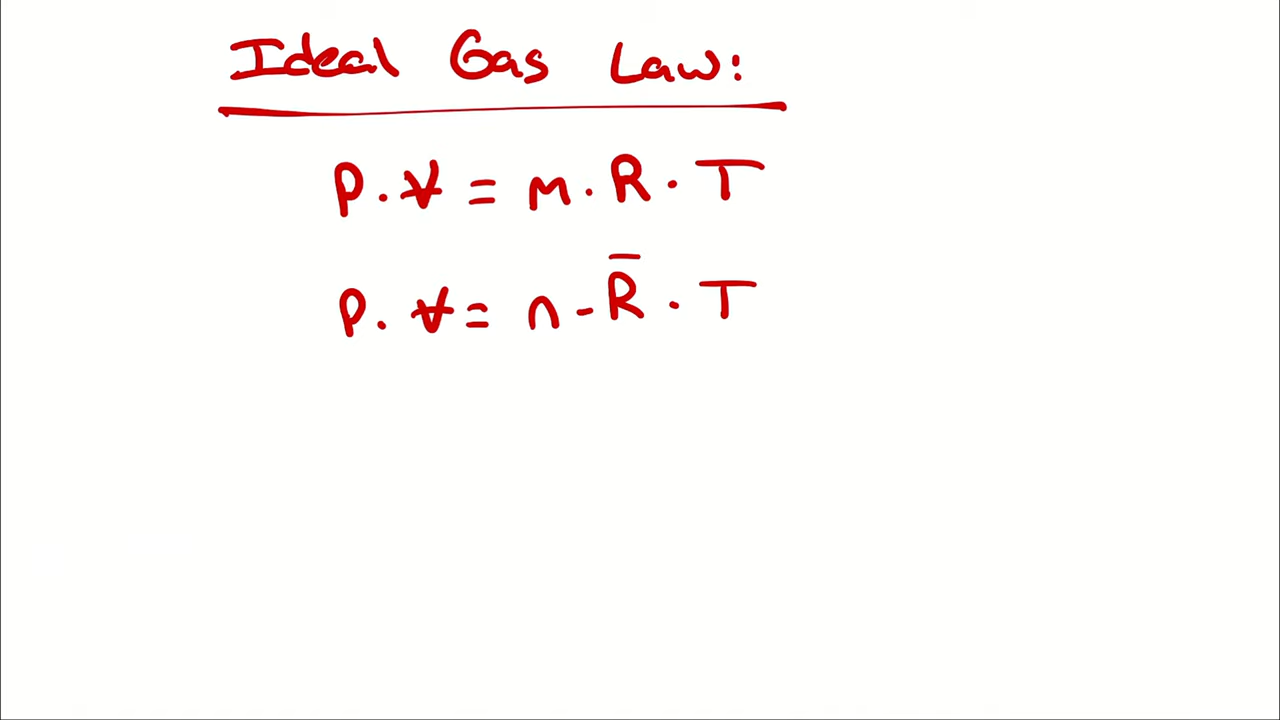 Ideal Gas Law:
P · V̶ = m · R · T
P · V̶ = n - R̄ · T